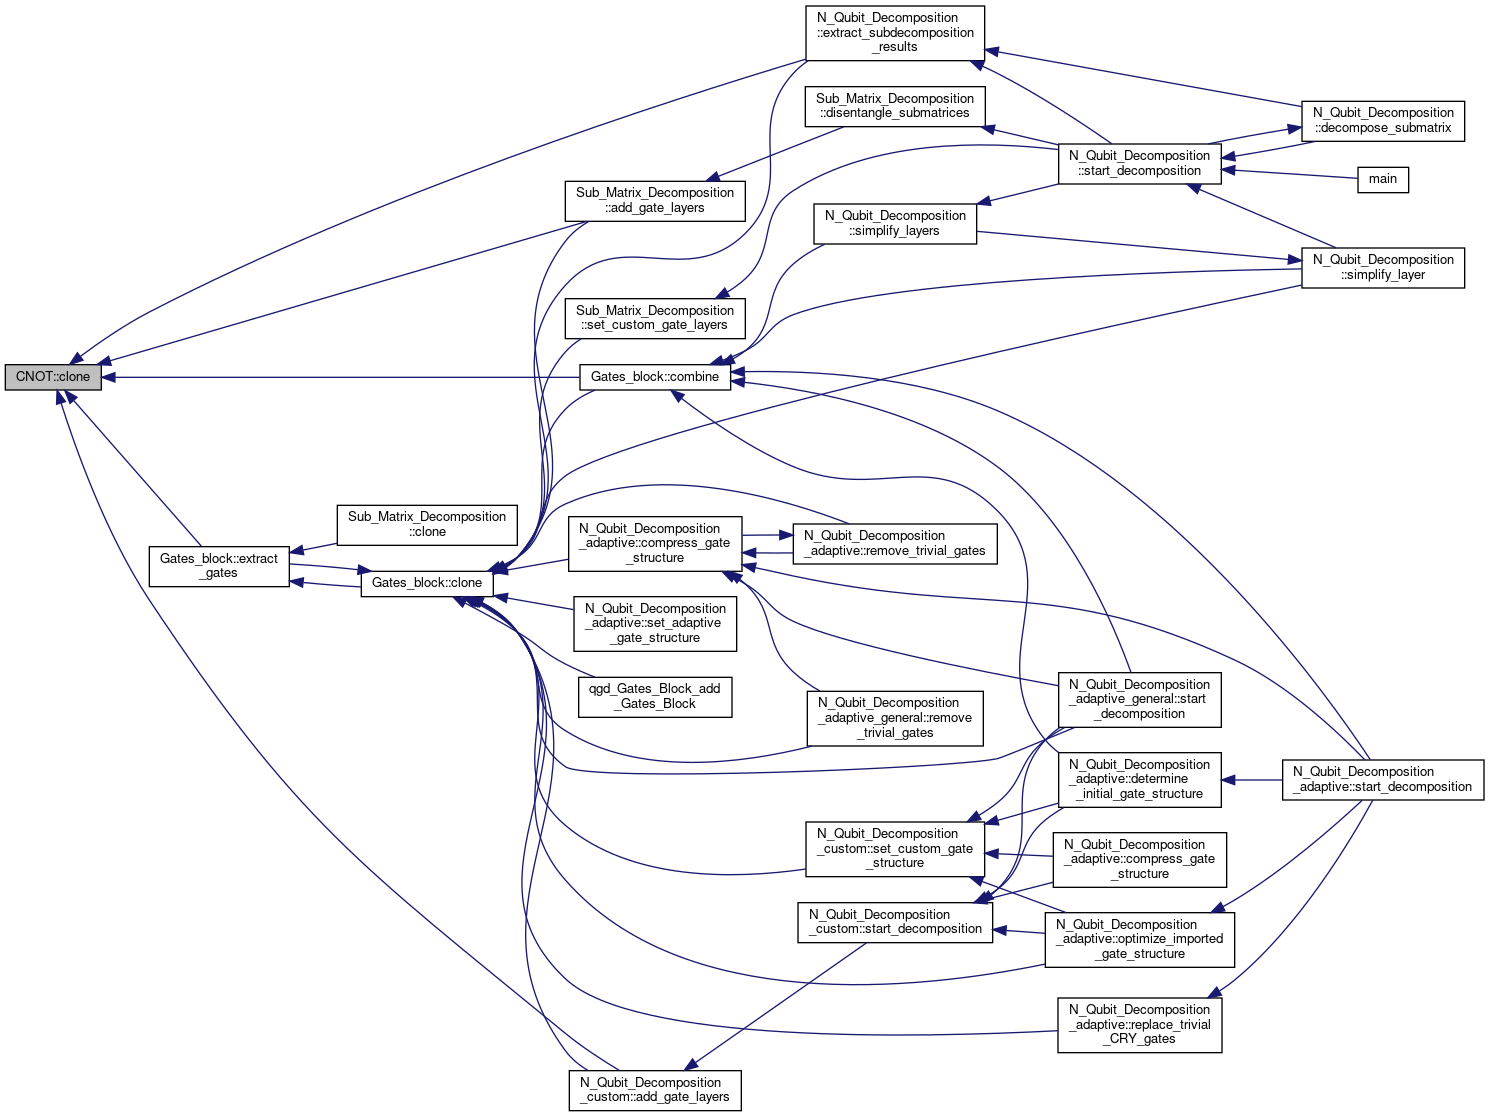 N_Qubit_Decomposition
::extract_subdecomposition
_results
Sub_Matrix_Decomposition
::disentangle_submatrices
N_Qubit_Decomposition
::decompose_submatrix
N_Qubit_Decomposition
::start_decomposition
main
Sub_Matrix_Decomposition
::add_gate_layers
N_Qubit_Decomposition
::simplify_layers
N_Qubit_Decomposition
::simplify_layer
Sub_Matrix_Decomposition
::set_custom_gate_layers
CNOT::clone
Gates_block::combine
Sub_Matrix_Decomposition
::clone
Gates_block::extract
_gates
Gates_block::clone
N_Qubit_Decomposition
_adaptive::compress_gate
_structure
N_Qubit_Decomposition
_adaptive::remove_trivial_gates
N_Qubit_Decomposition
_adaptive::set_adaptive
_gate_structure
qgd_Gates_Block_add
_Gates_Block
N_Qubit_Decomposition
_adaptive_general::remove
_trivial_gates
N_Qubit_Decomposition
_adaptive_general::start
_decomposition
N_Qubit_Decomposition
_adaptive::determine
_initial_gate_structure
N_Qubit_Decomposition
_adaptive::start_decomposition
N_Qubit_Decomposition
_custom::set_custom_gate
_structure
N_Qubit_Decomposition
_adaptive::compress_gate
_structure
N_Qubit_Decomposition
_custom::start_decomposition
N_Qubit_Decomposition
_adaptive::optimize_imported
_gate_structure
N_Qubit_Decomposition
_adaptive::replace_trivial
_CRY_gates
N_Qubit_Decomposition
_custom::add_gate_layers